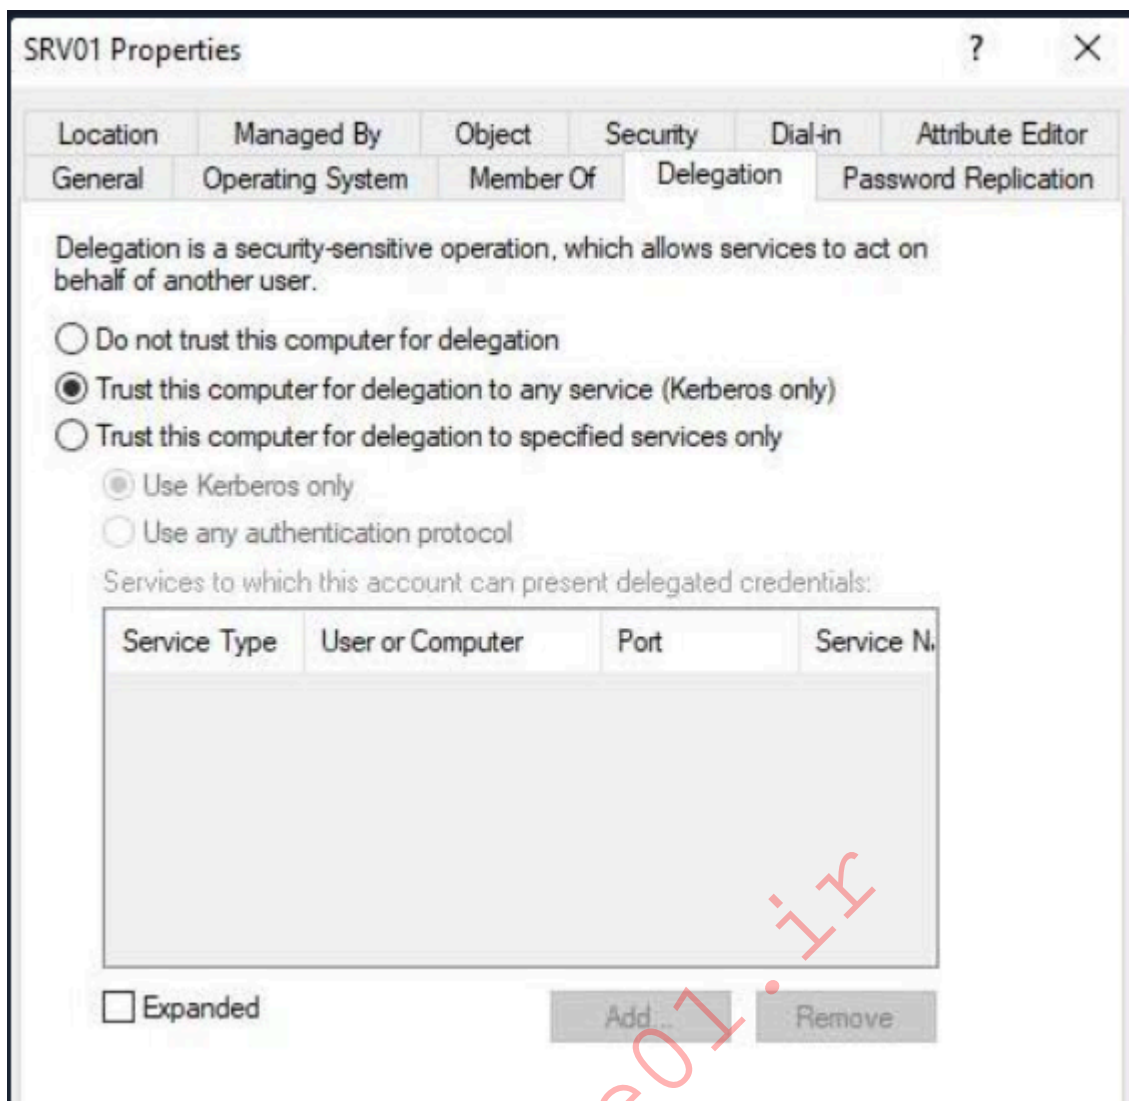 SRV01 Properties
?
Location Managed By Object Security Dial-in Attribute Editor
General Operating System Member Of Delegation Password Replication
Delegation is a security-sensitive operation, which allows services to act on
behalf of another user.
Do not trust this computer for delegation
Trust this computer for delegation to any service (Kerberos only)
Trust this computer for delegation to specified services only
Use Kerberos only
Use any authentication protocol
Services to which this account can present delegated credentials:
Service Type User or Computer Port Service Na
Expanded Add... Remove
e01.ir